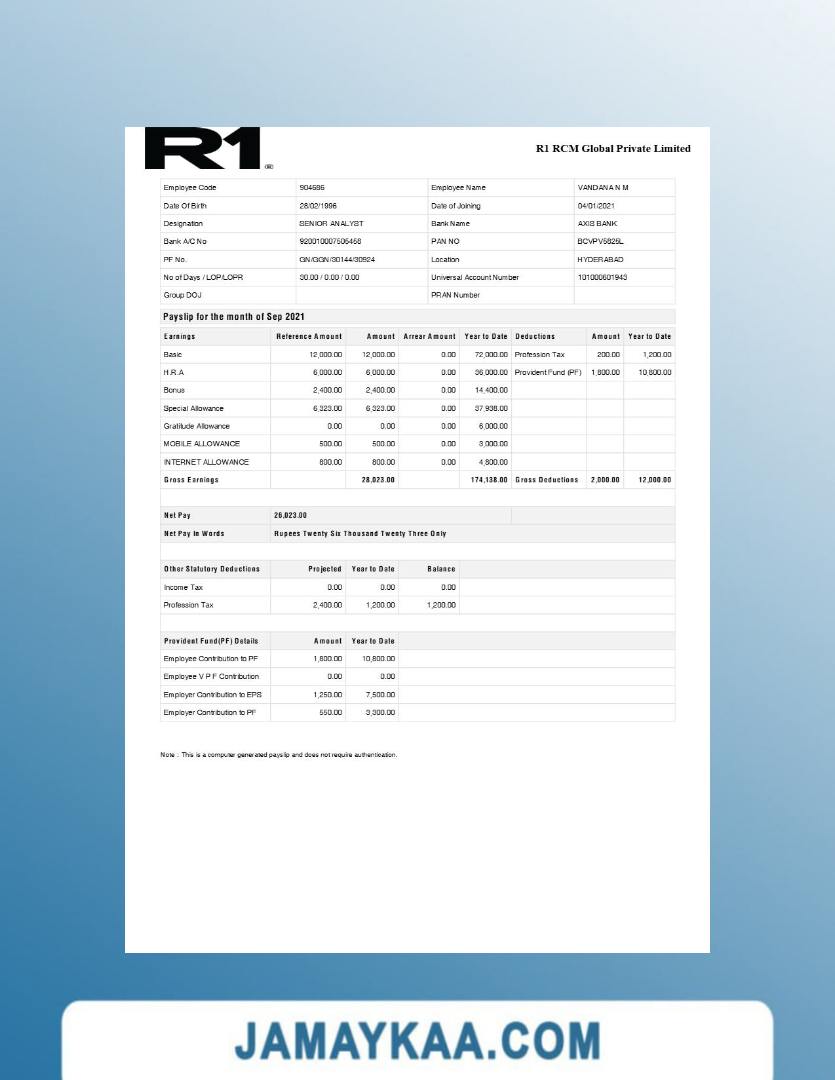 R1 ®
R1 RCM Global Private Limited
Employee Code 904686 Employee Name VANDANA N M
Date Of Birth 28/02/1996 Date of Joining 04/01/2021
Designation SENIOR ANALYST Bank Name AXIS BANK
Bank A/C No 920010007506458 PAN NO BCVPV5825L
PF No. GN/GGN/30144/30924 Location HYDERABAD
No of Days / LOP/LOPR 30.00 / 0.00 / 0.00 Universal Account Number 101000601943
Group DOJ PRAN Number
Payslip for the month of Sep 2021
Earnings Reference Amount Amount Arrear Amount Year to Date Deductions Amount Year to Date
Basic 12,000.00 12,000.00 0.00 72,000.00 Profession Tax 200.00 1,200.00
H.R.A 6,000.00 6,000.00 0.00 36,000.00 Provident Fund (PF) 1,800.00 10,800.00
Bonus 2,400.00 2,400.00 0.00 14,400.00
Special Allowance 6,323.00 6,323.00 0.00 37,938.00
Gratitude Allowance 0.00 0.00 0.00 6,000.00
MOBILE ALLOWANCE 500.00 500.00 0.00 3,000.00
INTERNET ALLOWANCE 800.00 800.00 0.00 4,800.00
Gross Earnings 28,023.00 174,138.00 Gross Deductions 2,000.00 12,000.00
Net Pay 26,023.00
Net Pay In Words Rupees Twenty Six Thousand Twenty Three Only
Other Statutory Deductions Projected Year to Date Balance
Income Tax 0.00 0.00 0.00
Profession Tax 2,400.00 1,200.00 1,200.00
Provident Fund(PF) Details Amount Year to Date
Employee Contribution to PF 1,800.00 10,800.00
Employee V P F Contribution 0.00 0.00
Employer Contribution to EPS 1,250.00 7,500.00
Employer Contribution to PF 550.00 3,300.00
Note : This is a computer generated payslip and does not require authentication.
JAMAYKAA.COM